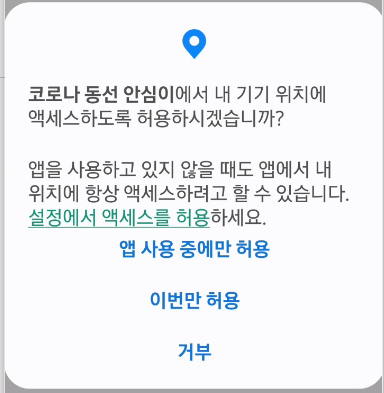 코로나 동선 안심이에서 내 기기 위치에
액세스하도록 허용하시겠습니까?
앱을 사용하고 있지 않을 때도 앱에서 내
위치에 항상 액세스하려고 할 수 있습니다.
설정에서 액세스를 허용하세요.
앱 사용 중에만 허용
이번만 허용
거부